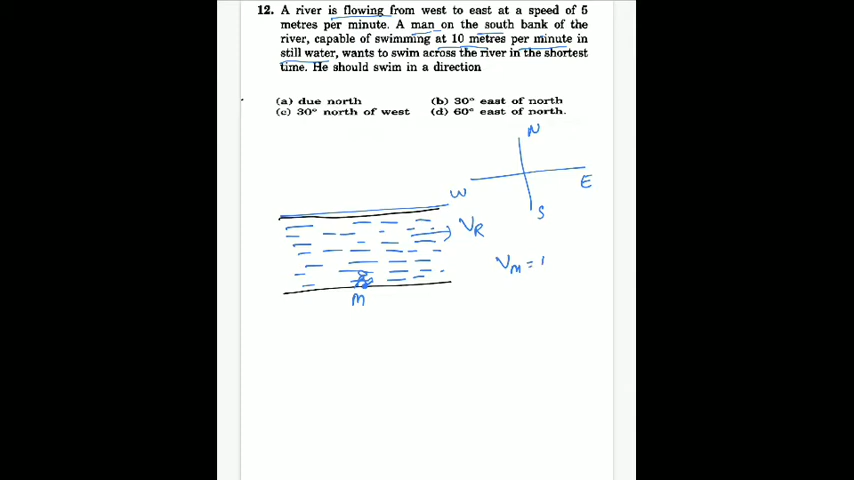 12. A river is flowing from west to east at a speed of 5
metres per minute. A man on the south bank of the
river, capable of swimming at 10 metres per minute in
still water, wants to swim across the river in the shortest
time. He should swim in a direction
(a) due north (b) 30° east of north
(c) 30° north of west (d) 60° east of north.
N
W E
S
VR
VM = 1
M